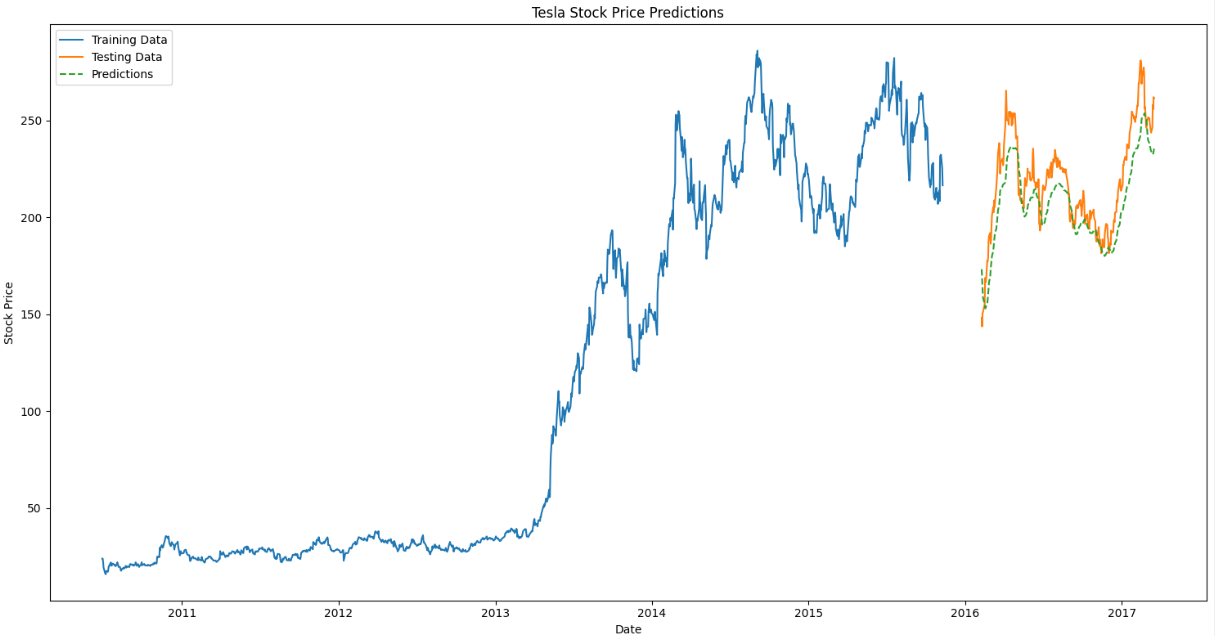 Tesla Stock Price Predictions
Training Data
Testing Data
Predictions
Stock Price
250
200
150
100
50
2011 2012 2013 2014 2015 2016 2017
Date